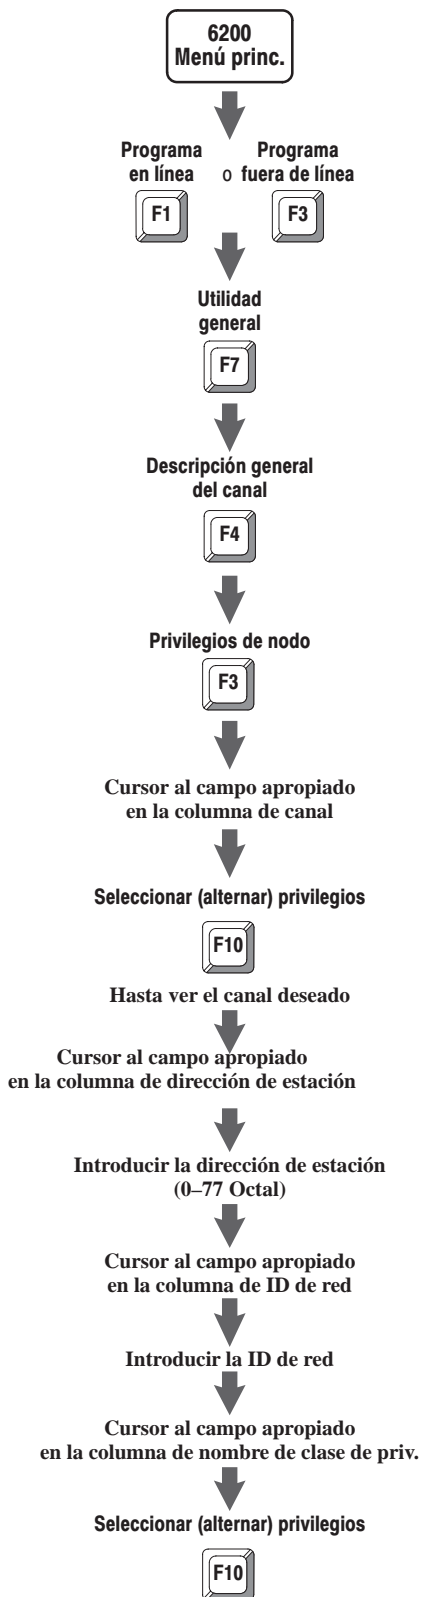 6200
Menú princ.
Programa
en línea
o
Programa
fuera de línea
F1
F3
Utilidad
general
F7
Descripción general
del canal
F4
Privilegios de nodo
F3
Cursor al campo apropiado
en la columna de canal
Seleccionar (alternar) privilegios
F10
Hasta ver el canal deseado
Cursor al campo apropiado
en la columna de dirección de estación
Introducir la dirección de estación
(0–77 Octal)
Cursor al campo apropiado
en la columna de ID de red
Introducir la ID de red
Cursor al campo apropiado
en la columna de nombre de clase de priv.
Seleccionar (alternar) privilegios
F10